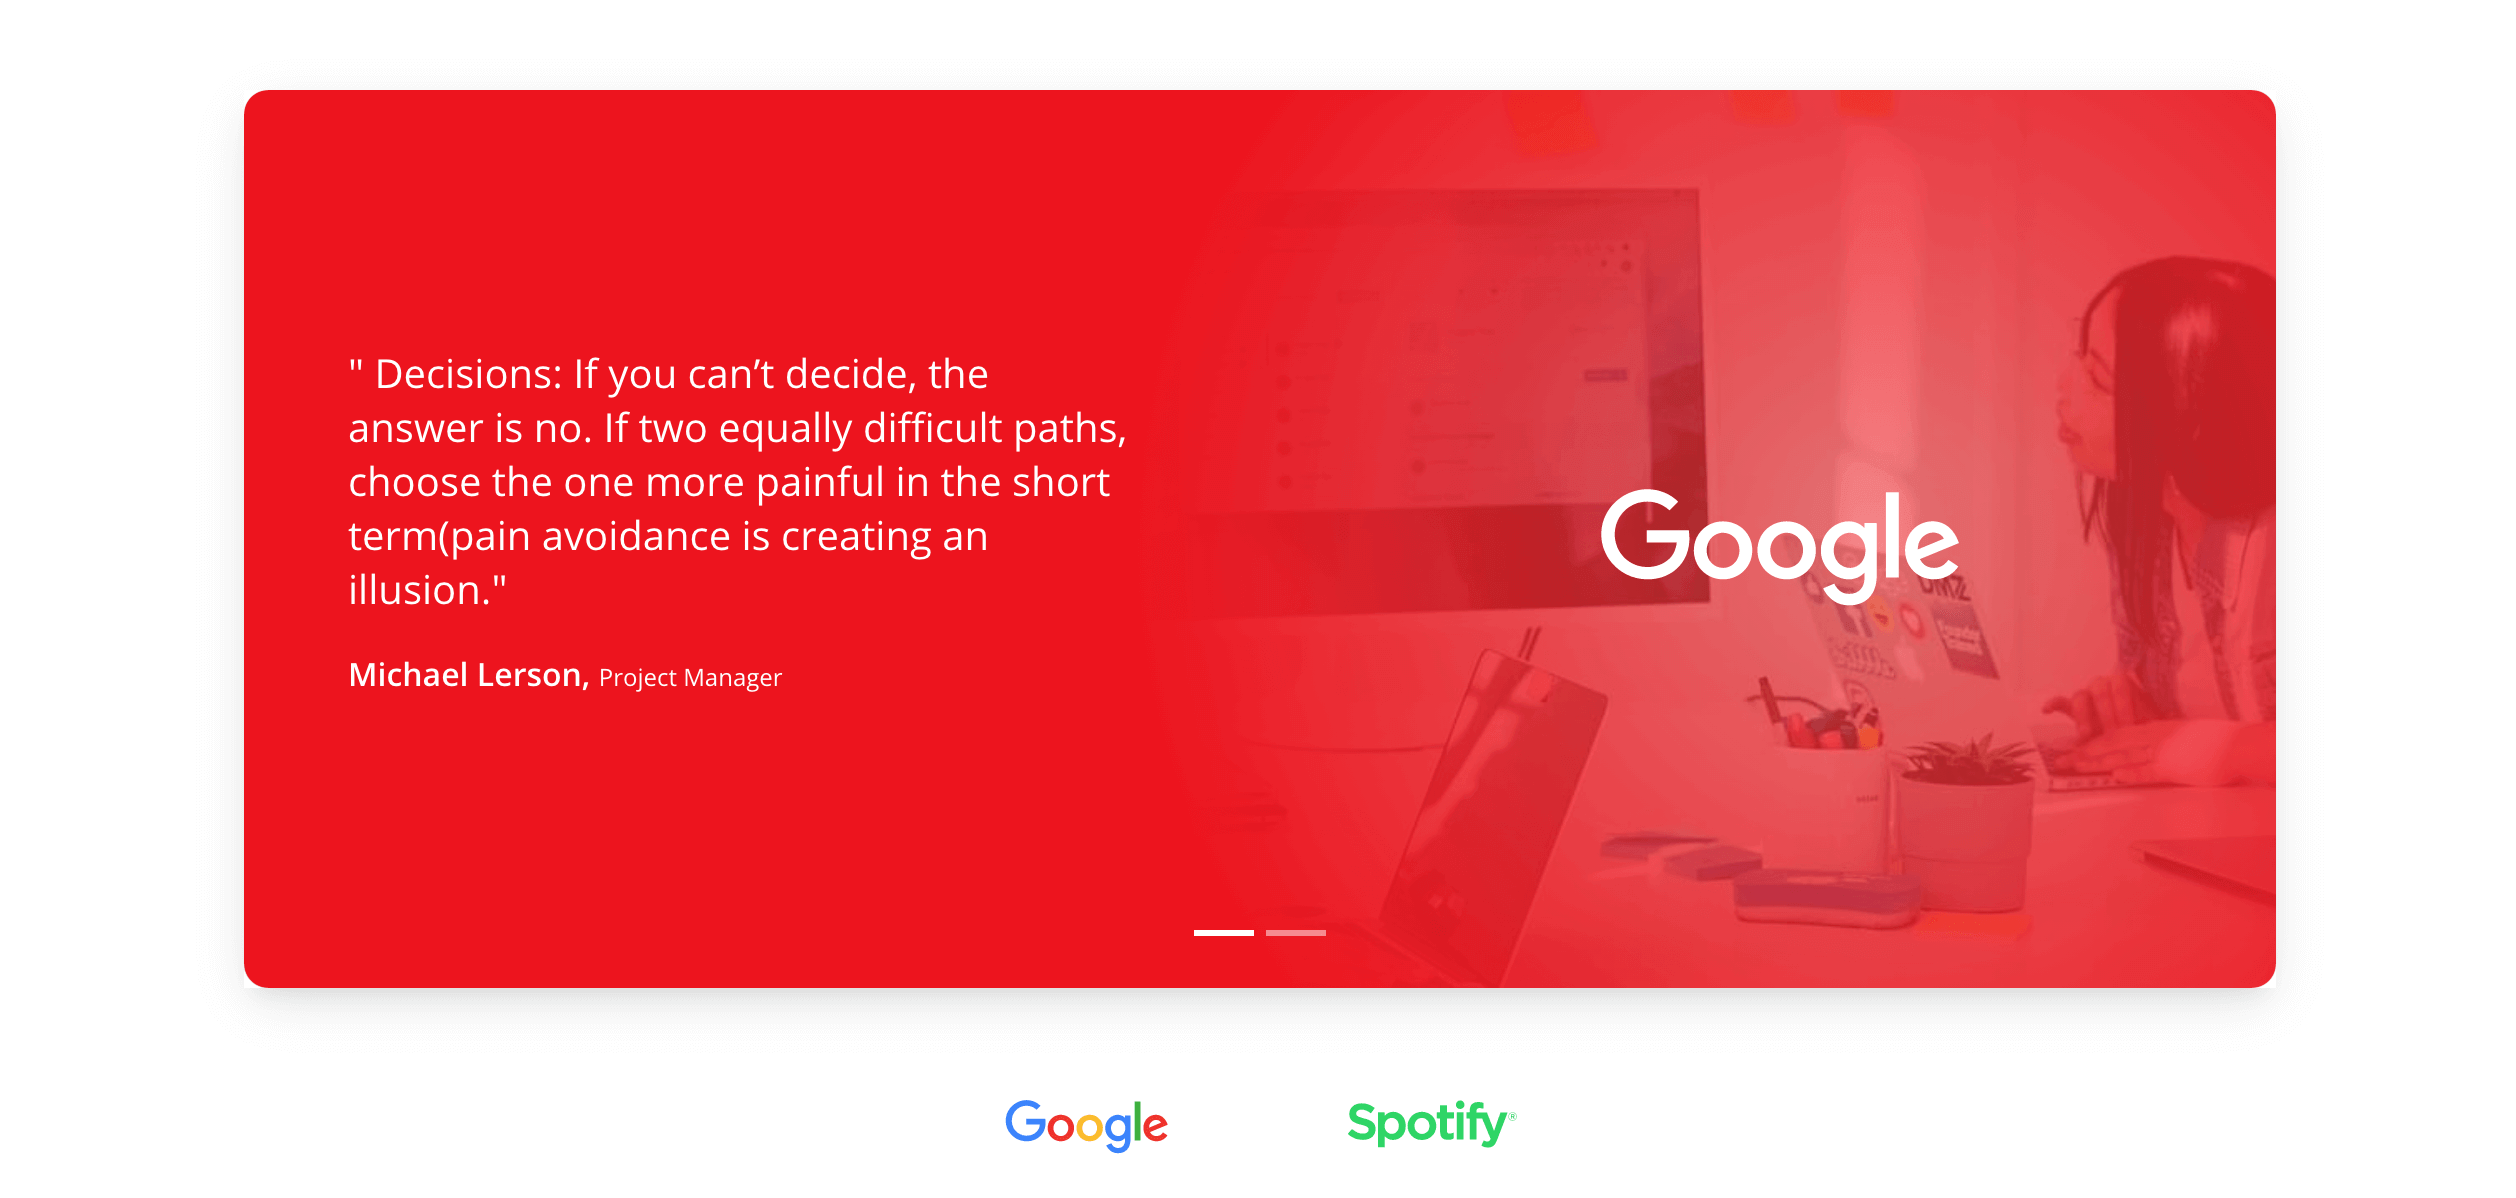 " Decisions: If you can’t decide, the
answer is no. If two equally difficult paths,
choose the one more painful in the short
term(pain avoidance is creating an
illusion."
Michael Lerson, Project Manager
Google
Google
Spotify®